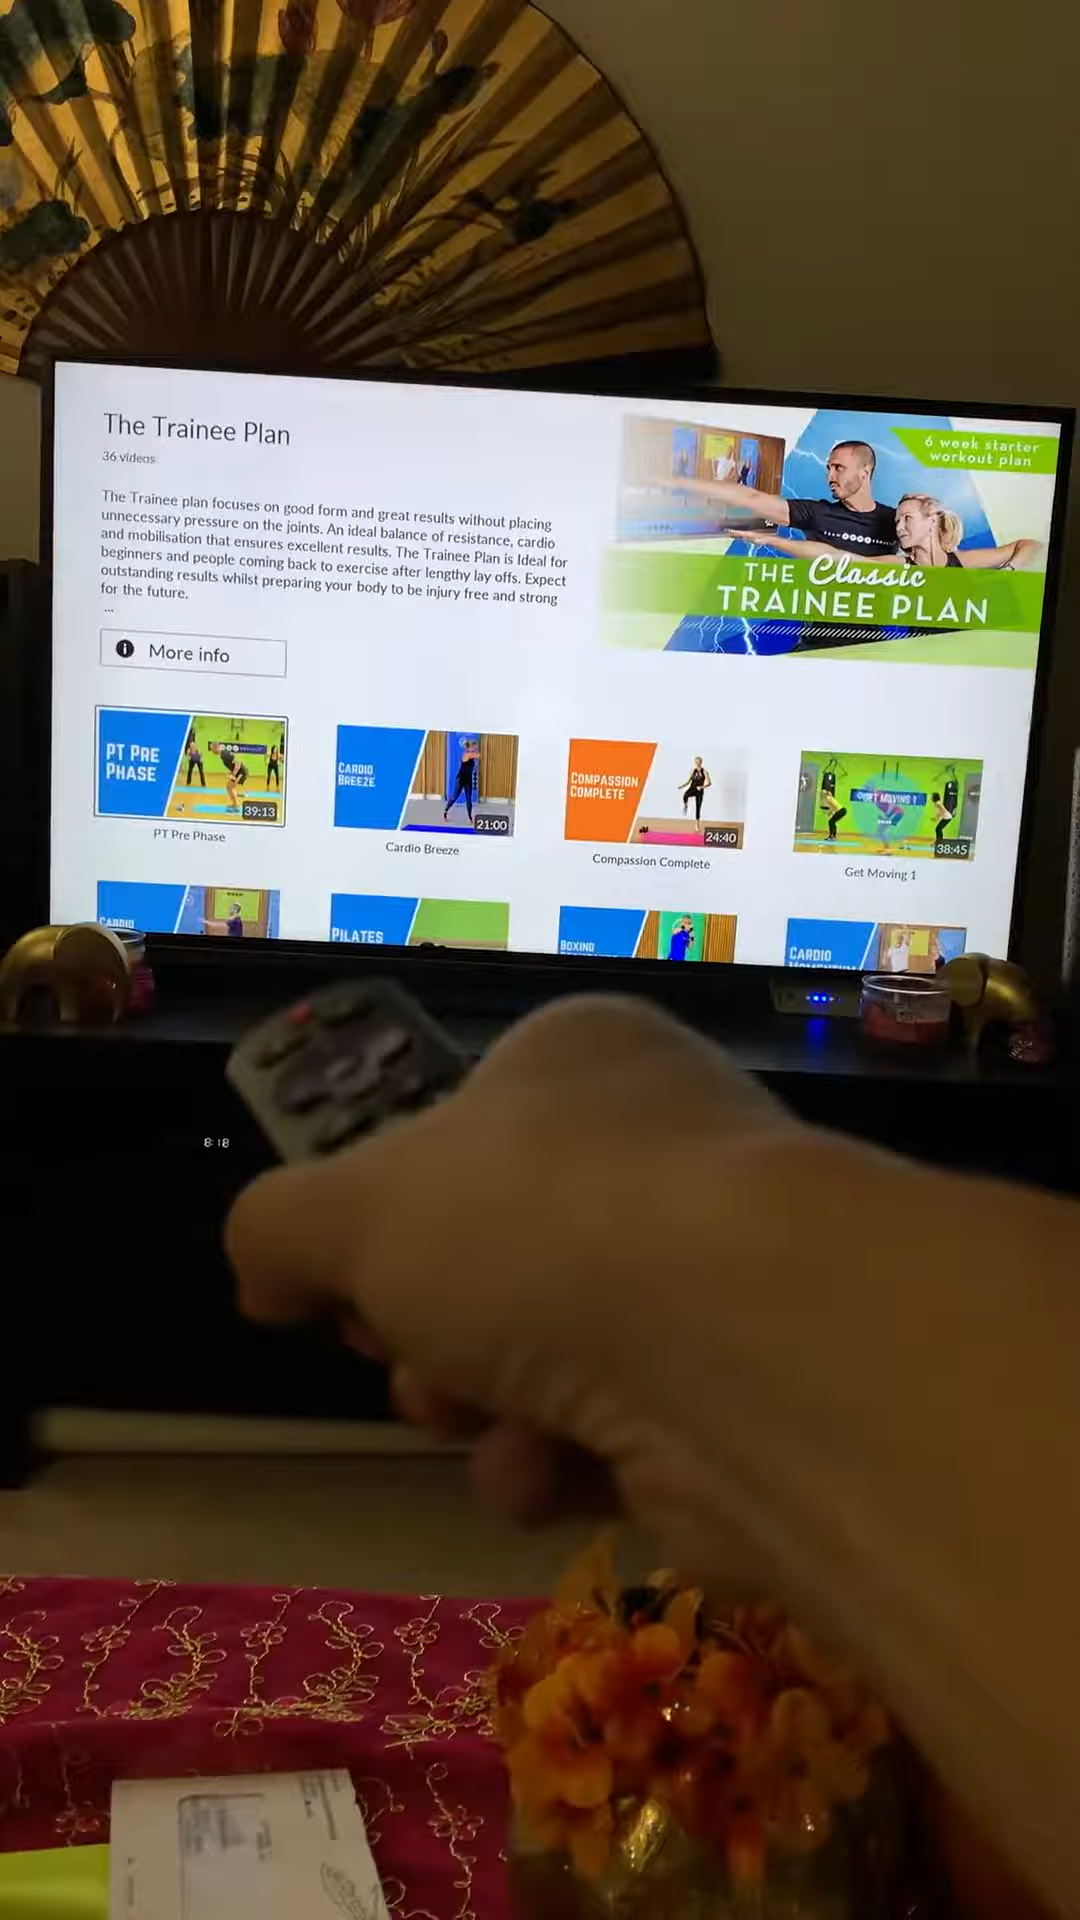 The Trainee Plan
36 videos
The Trainee plan focuses on good form and great results without placing
unnecessary pressure on the joints. An ideal balance of resistance, cardio
and mobilisation that ensures excellent results. The Trainee Plan is Ideal for
beginners and people coming back to exercise after lengthy lay offs. Expect
outstanding results whilst preparing your body to be injury free and strong
for the future.
...
More info
6 week starter
workout plan
THE Classic
TRAINEE PLAN
PT PRE
PHASE
39:13
PT Pre Phase
CARDIO
BREEZE
21:00
Cardio Breeze
COMPASSION
COMPLETE
24:40
Compassion Complete
GET MOVING 1
38:45
Get Moving 1
CARDIO
PILATES
BOXING
CARDIO
MOMENTUM
8:18